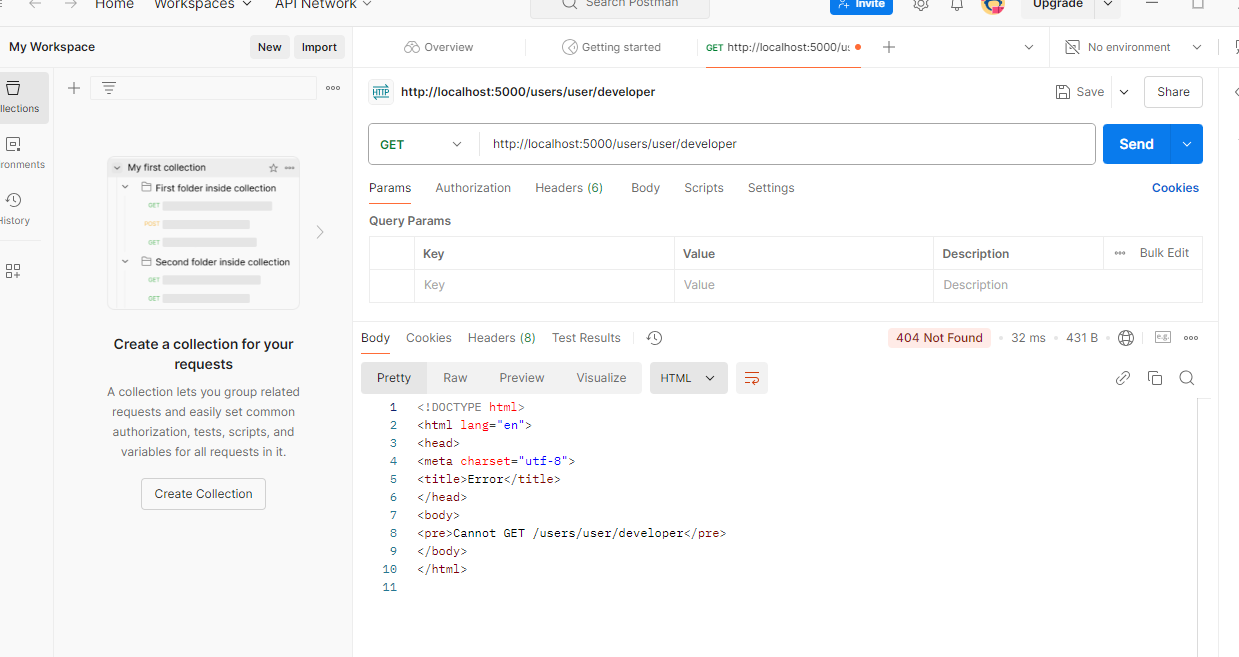 Home Workspaces API Network Search Postman Invite Upgrade
My Workspace New Import Overview Getting started GET http://localhost:5000/us No environment
llections
ronments
History
My first collection
First folder inside collection
GET
POST
GET
Second folder inside collection
GET
GET
Create a collection for your
requests
A collection lets you group related
requests and easily set common
authorization, tests, scripts, and
variables for all requests in it.
Create Collection
HTTP http://localhost:5000/users/user/developer Save Share
GET http://localhost:5000/users/user/developer Send
Params Authorization Headers (6) Body Scripts Settings Cookies
Query Params
Key Value Description Bulk Edit
Key Value Description
Body Cookies Headers (8) Test Results 404 Not Found 32 ms 431 B e.g.
Pretty Raw Preview Visualize HTML
1 <!DOCTYPE html>
2 <html lang="en">
3 <head>
4 <meta charset="utf-8">
5 <title>Error</title>
6 </head>
7 <body>
8 <pre>Cannot GET /users/user/developer</pre>
9 </body>
10 </html>
11